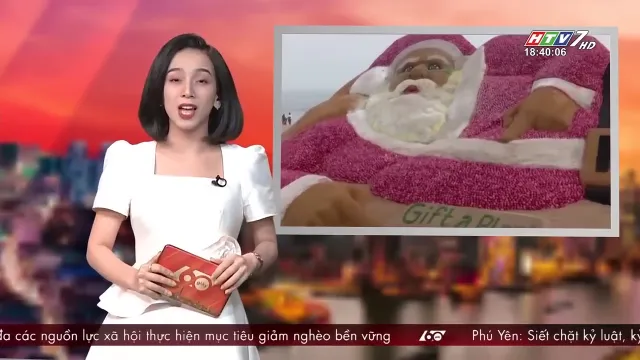 HTV7 HD
18:40:06
Gift a Pl
đa các nguồn lực xã hội thực hiện mục tiêu giảm nghèo bền vững 60 Phú Yên: Siết chặt kỷ luật, kỷ